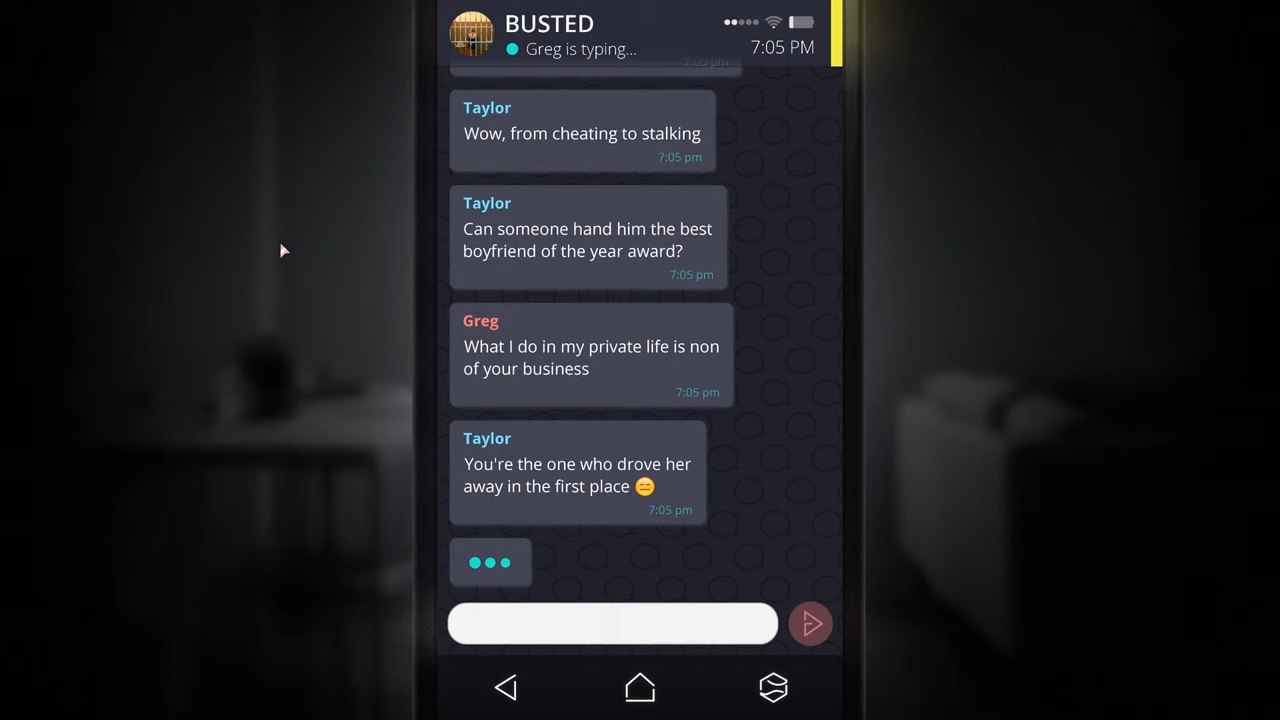 BUSTED
Greg is typing...
7:05 PM
7:05 pm
Taylor
Wow, from cheating to stalking
7:05 pm
Taylor
Can someone hand him the best
boyfriend of the year award?
7:05 pm
Greg
What I do in my private life is non
of your business
7:05 pm
Taylor
You're the one who drove her
away in the first place 😑
7:05 pm